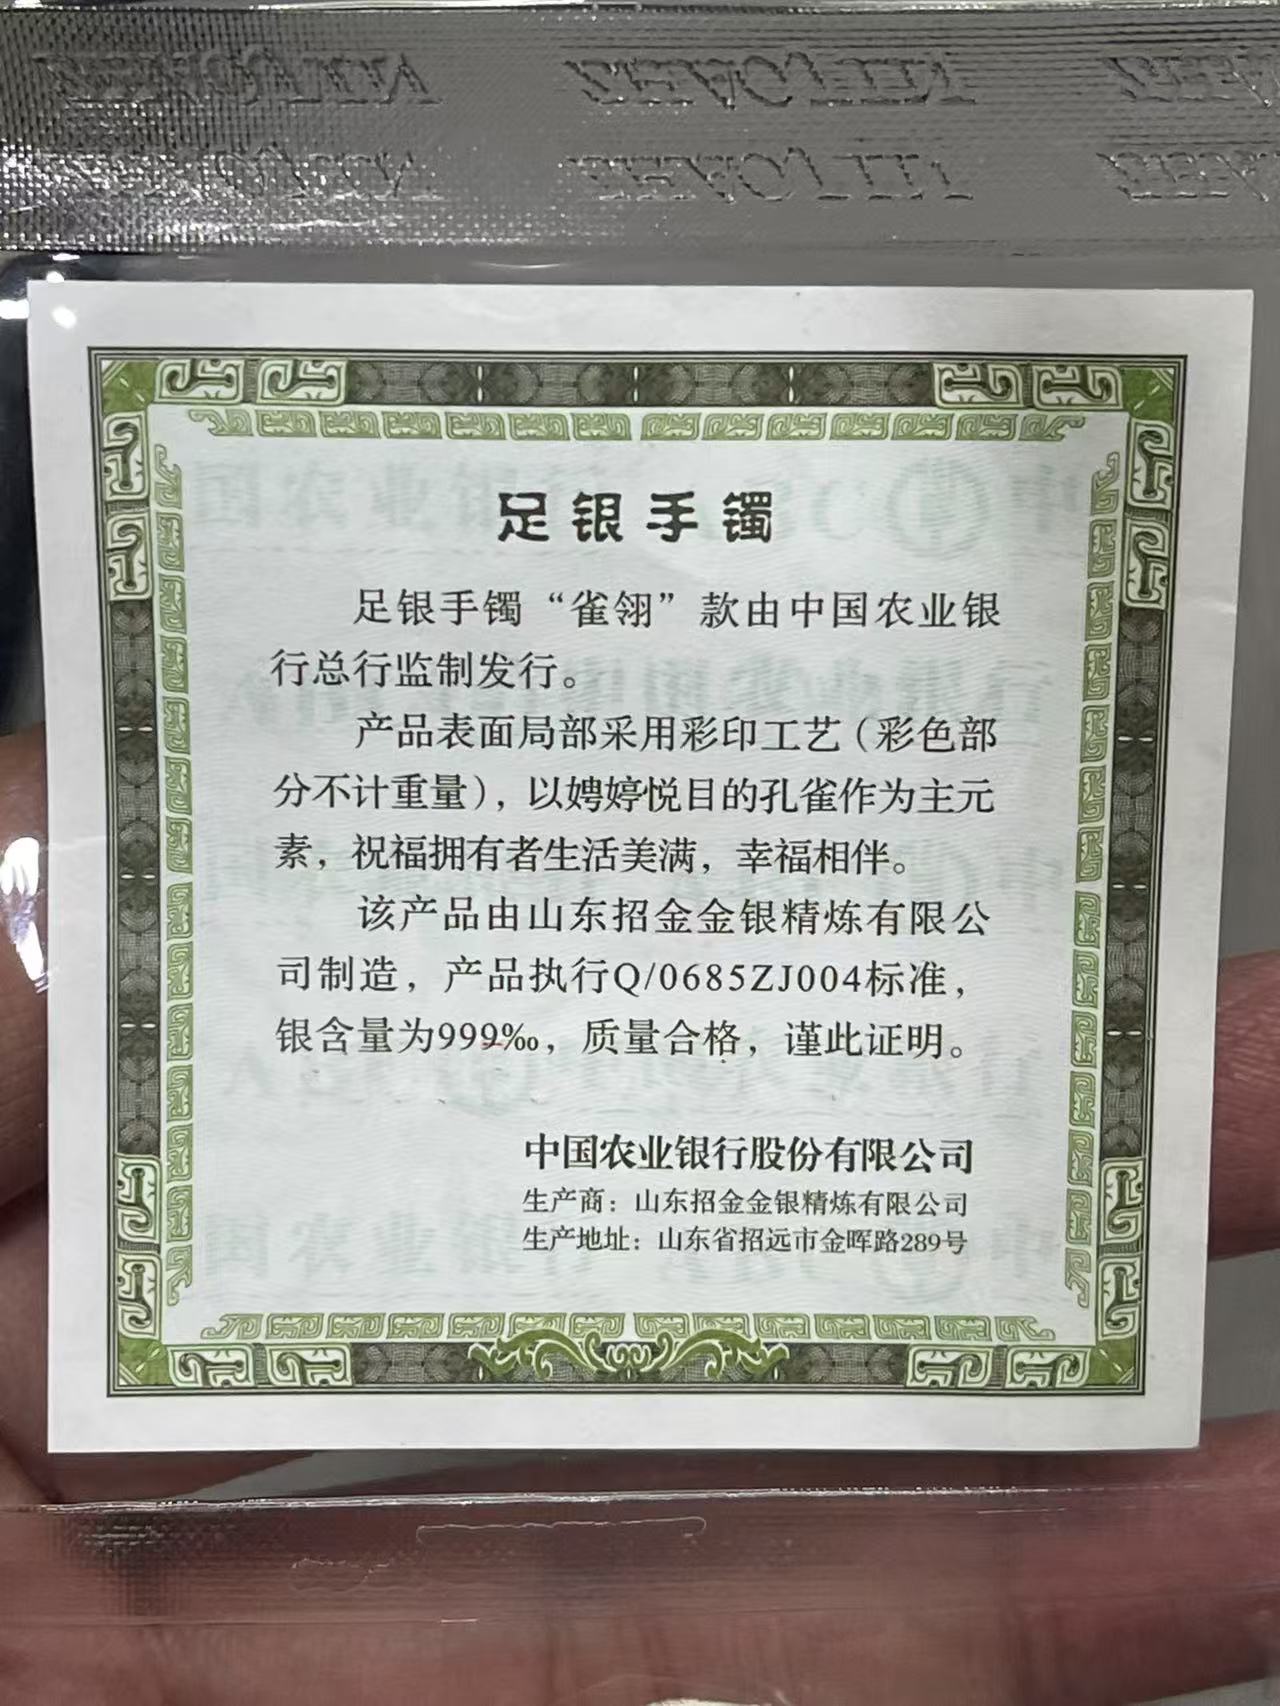 足银手镯
足银手镯“雀翎”款由中国农业银
行总行监制发行。
产品表面局部采用彩印工艺（彩色部
分不计重量），以娉婷悦目的孔雀作为主元
素，祝福拥有者生活美满，幸福相伴。
该产品由山东招金金银精炼有限公
司制造，产品执行Q/0685ZJ004标准，
银含量为999‰，质量合格，谨此证明。
中国农业银行股份有限公司
生产商：山东招金金银精炼有限公司
生产地址：山东省招远市金晖路289号